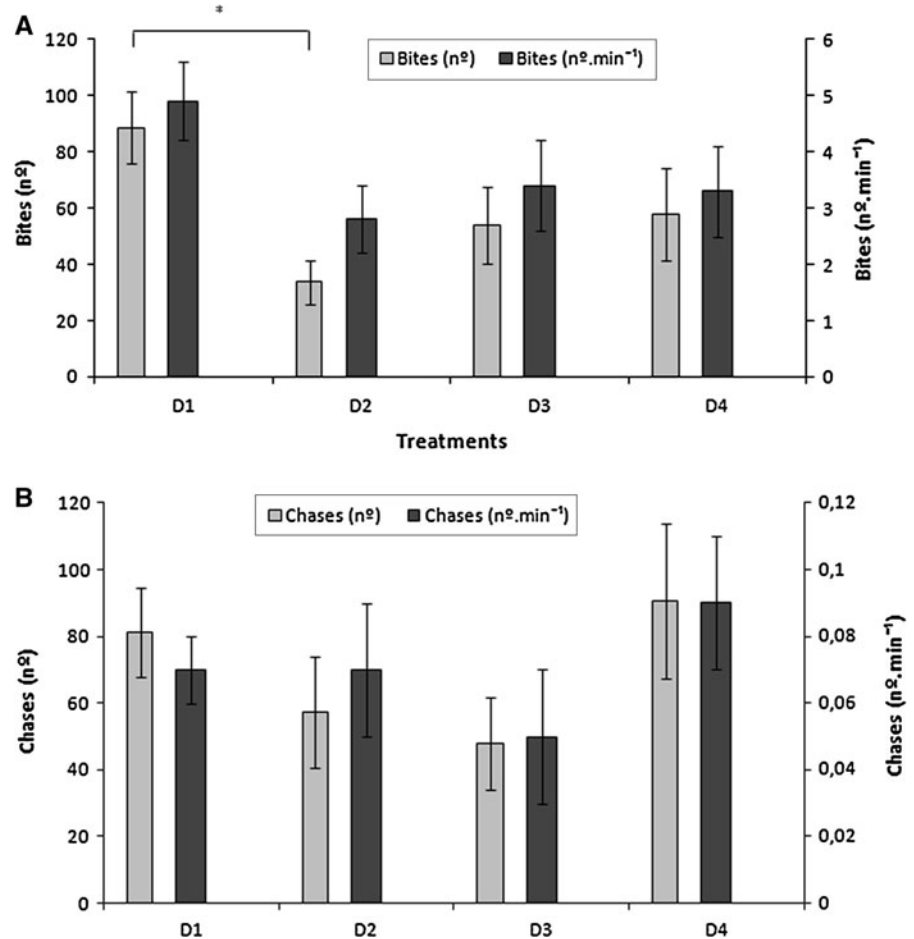 *
A
Bites (nº) Bites (nº.min⁻¹)
Bites (nº)
120
100
80
60
40
20
0
6
5
4
3
2
1
0
Bites (nº.min⁻¹)
D1 D2 D3 D4
Treatments
B
Chases (nº) Chases (nº.min⁻¹)
Chases (nº)
120
100
80
60
40
20
0
0,12
0,1
0,08
0,06
0,04
0,02
0
Chases (nº.min⁻¹)
D1 D2 D3 D4